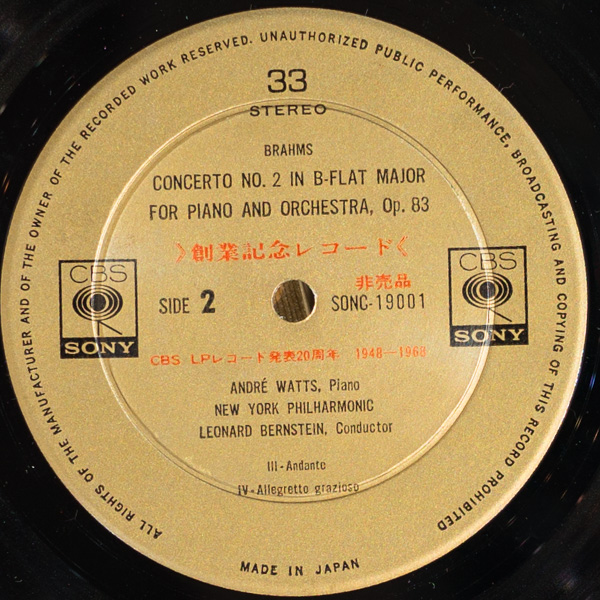 ALL RIGHTS OF THE MANUFACTURER AND OF THE OWNER OF THE RECORDED WORK RESERVED. UNAUTHORIZED PUBLIC PERFORMANCE, BROADCASTING AND COPYING OF THIS RECORD PROHIBITED
33
STEREO
BRAHMS
CONCERTO NO. 2 IN B-FLAT MAJOR
FOR PIANO AND ORCHESTRA, Op. 83
》創業記念レコード《
CBS
SONY
SIDE 2
非売品
SONC-19001
CBS
SONY
CBS LPレコード発表20周年 1948—1968
ANDRÉ WATTS, Piano
NEW YORK PHILHARMONIC
LEONARD BERNSTEIN, Conductor
III-Andante
IV-Allegretto grazioso
MADE IN JAPAN